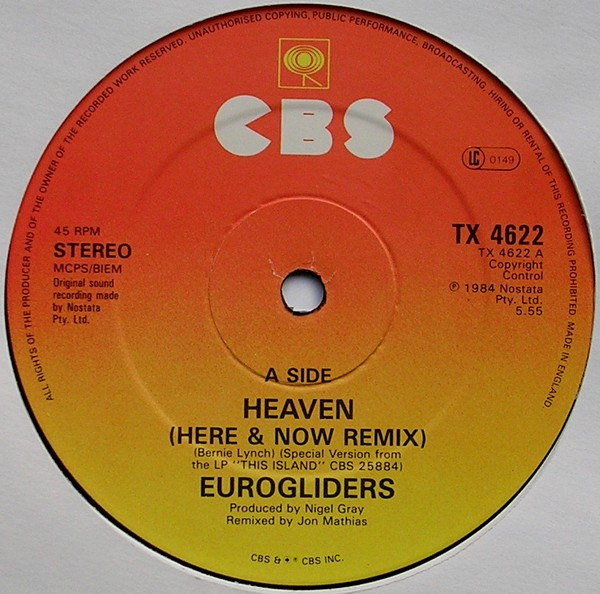 ALL RIGHTS OF THE PRODUCER AND OF THE OWNER OF THE RECORDED WORK RESERVED. UNAUTHORISED COPYING, PUBLIC PERFORMANCE, BROADCASTING, HIRING OR RENTAL OF THIS RECORDING PROHIBITED. MADE IN ENGLAND.
CBS
LC 0149
45 RPM
STEREO
MCPS/BIEM
Original sound
recording made
by Nostata
Pty. Ltd.
TX 4622
TX 4622 A
Copyright
Control
℗ 1984 Nostata
Pty. Ltd.
5.55
A SIDE
HEAVEN
(HERE & NOW REMIX)
(Bernie Lynch) (Special Version from
the LP "THIS ISLAND" CBS 25884)
EUROGLIDERS
Produced by Nigel Gray
Remixed by Jon Mathias
CBS & ® CBS INC.